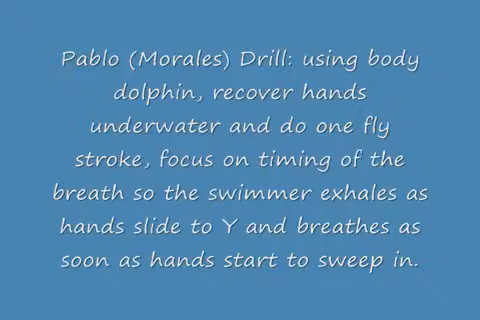 Pablo (Morales) Drill: using body
dolphin, recover hands
underwater and do one fly
stroke, focus on timing of the
breath so the swimmer exhales as
hands slide to Y and breathes as
soon as hands start to sweep in.